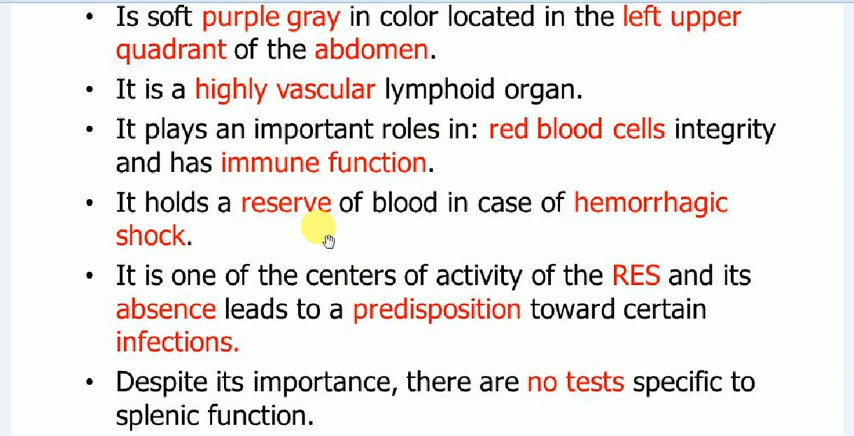 • Is soft purple gray in color located in the left upper
quadrant of the abdomen.
• It is a highly vascular lymphoid organ.
• It plays an important roles in: red blood cells integrity
and has immune function.
• It holds a reserve of blood in case of hemorrhagic
shock.
• It is one of the centers of activity of the RES and its
absence leads to a predisposition toward certain
infections.
• Despite its importance, there are no tests specific to
splenic function.